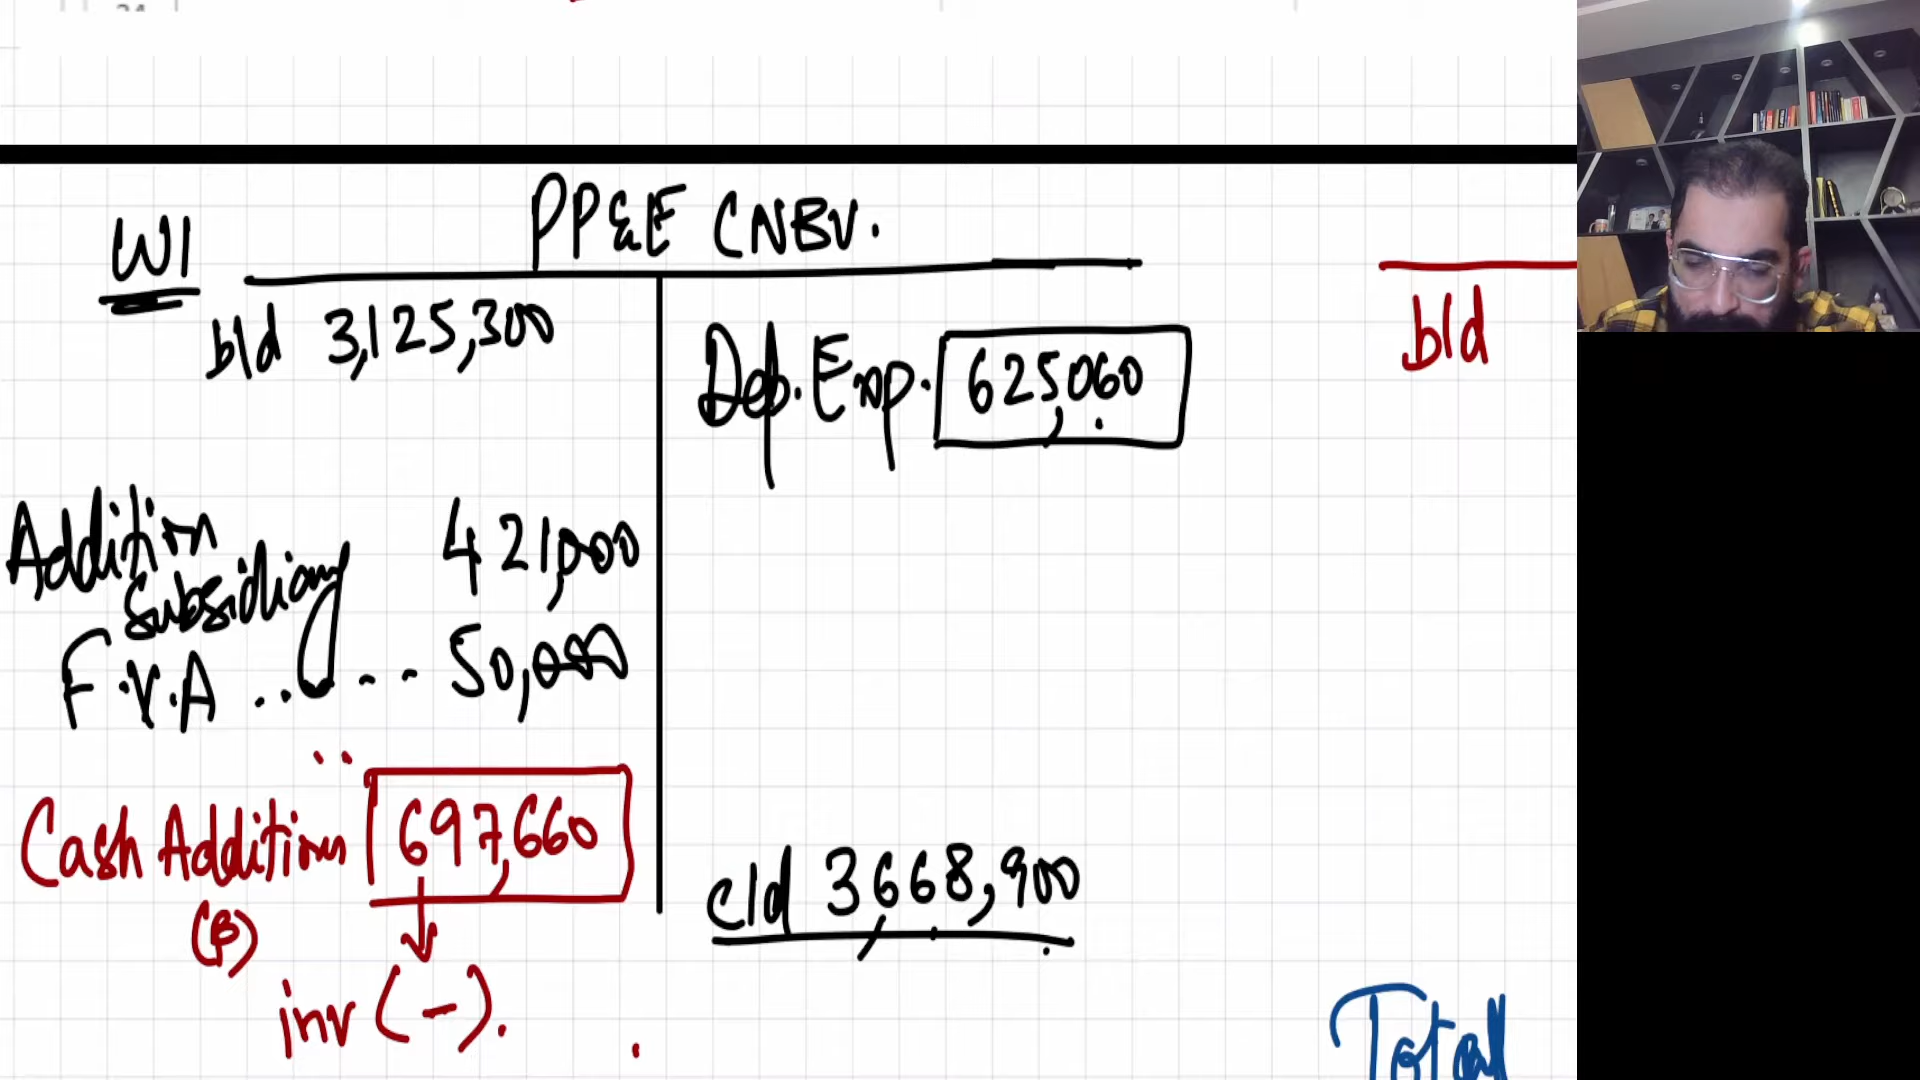 W1
PP&E CNBV.
b/d 3,125,300
Dep. Exp. 625,060
b/d
Addition subsidiary 421,000
F.V.A ..... 50,000
Cash Addition 697,660
(β)
c/d 3,668,900
inv (-).
Total